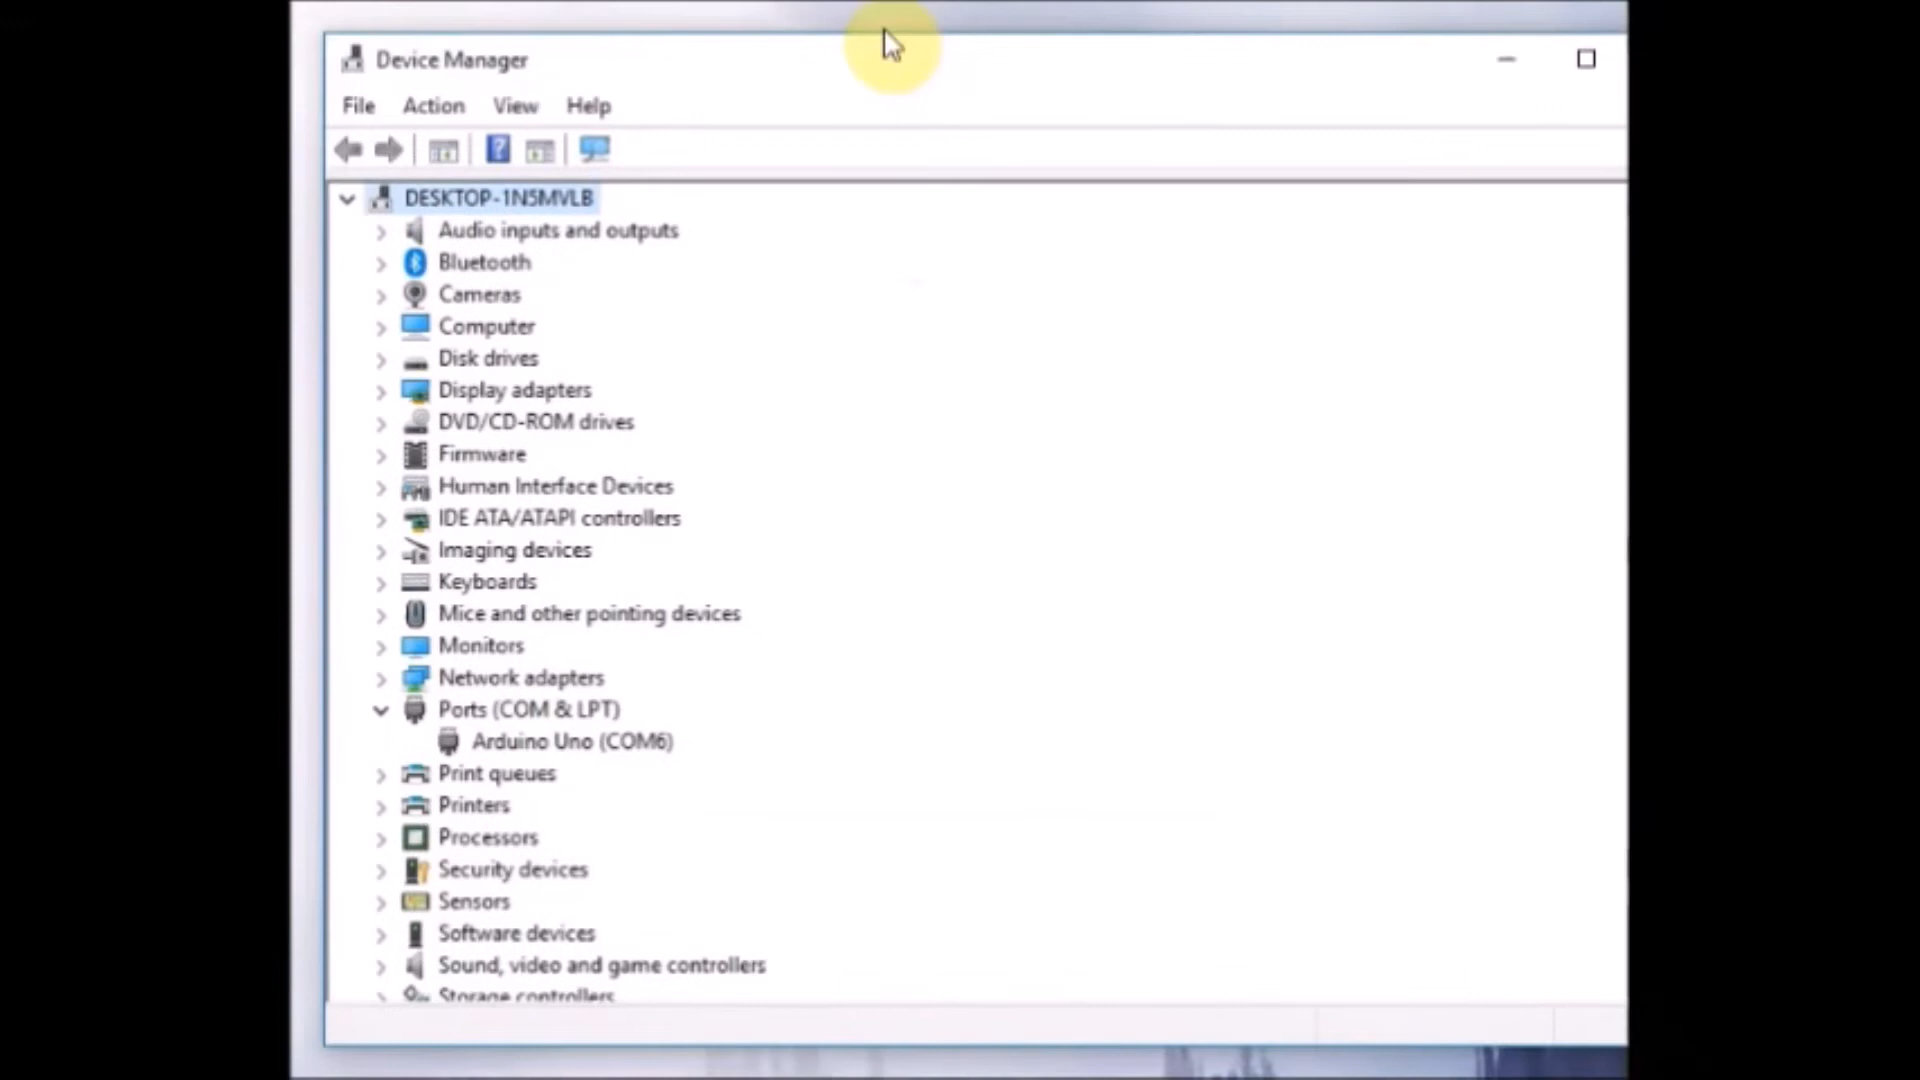 Device Manager
File Action View Help
DESKTOP-1N5MVLB
Audio inputs and outputs
Bluetooth
Cameras
Computer
Disk drives
Display adapters
DVD/CD-ROM drives
Firmware
Human Interface Devices
IDE ATA/ATAPI controllers
Imaging devices
Keyboards
Mice and other pointing devices
Monitors
Network adapters
Ports (COM & LPT)
Arduino Uno (COM6)
Print queues
Printers
Processors
Security devices
Sensors
Software devices
Sound, video and game controllers
Storage controllers